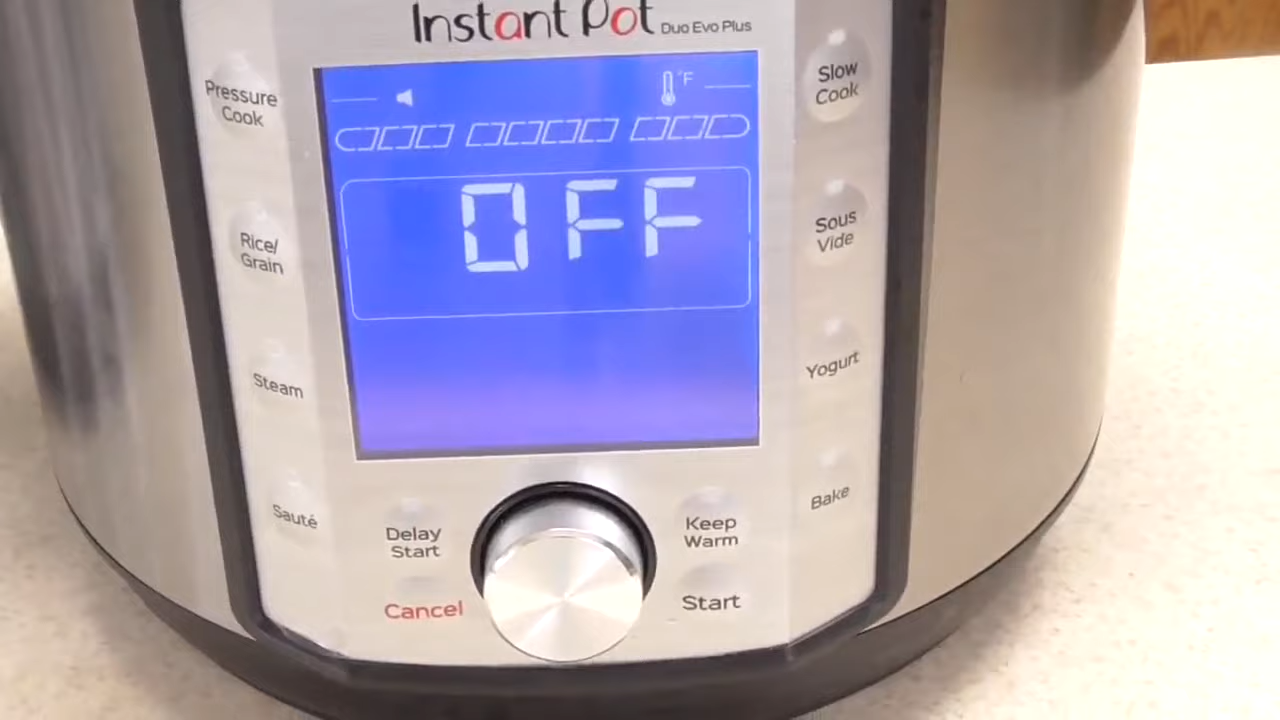 Instant Pot Duo Evo Plus
Pressure
Cook
Slow
Cook
°F
OFF
Rice/
Grain
Sous
Vide
Steam
Yogurt
Sauté
Bake
Delay
Start
Keep
Warm
Cancel
Start